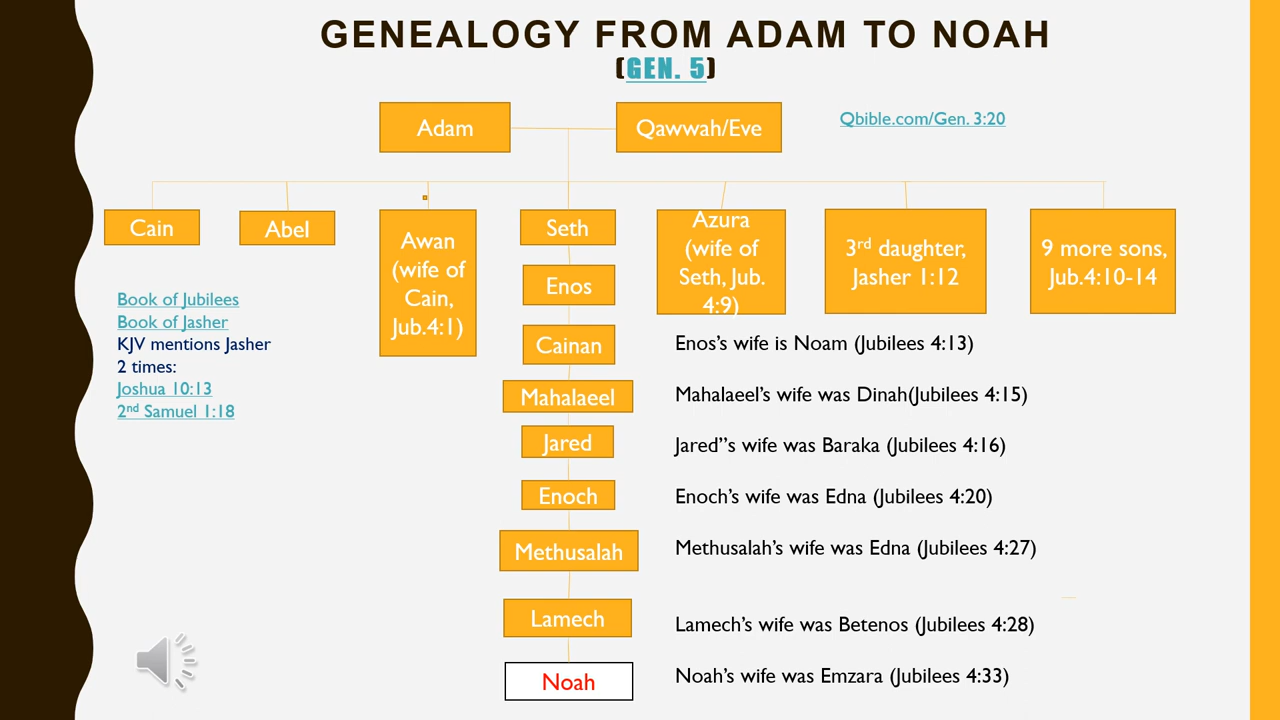 GENEALOGY FROM ADAM TO NOAH
(GEN. 5)
Adam
Qawwah/Eve
Qbible.com/Gen. 3:20
Cain
Abel
Awan
(wife of
Cain,
Jub.4:1)
Seth
Azura
(wife of
Seth, Jub.
4:9)
3rd daughter,
Jasher 1:12
9 more sons,
Jub.4:10-14
Book of Jubilees
Book of Jasher
KJV mentions Jasher
2 times:
Joshua 10:13
2nd Samuel 1:18
Enos
Cainan
Enos’s wife is Noam (Jubilees 4:13)
Mahalaeel
Mahalaeel’s wife was Dinah(Jubilees 4:15)
Jared
Jared”s wife was Baraka (Jubilees 4:16)
Enoch
Enoch’s wife was Edna (Jubilees 4:20)
Methusalah
Methusalah’s wife was Edna (Jubilees 4:27)
Lamech
Lamech’s wife was Betenos (Jubilees 4:28)
Noah
Noah’s wife was Emzara (Jubilees 4:33)